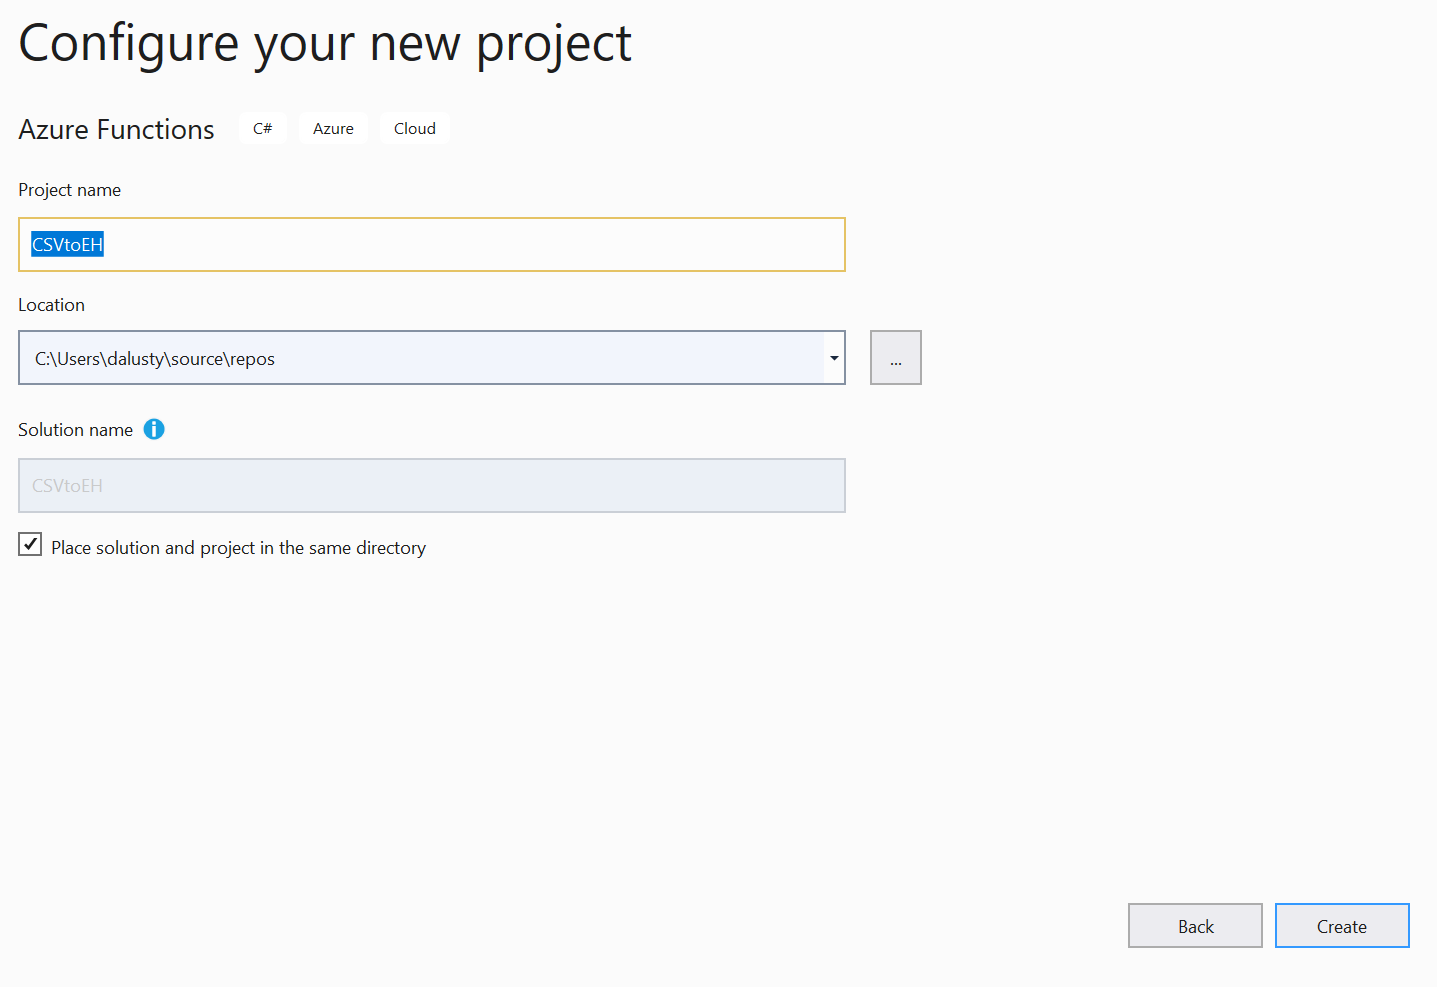 Configure your new project
Azure Functions C# Azure Cloud
Project name
CSVtoEH
Location
C:\Users\dalusty\source\repos
...
Solution name
CSVtoEH
Place solution and project in the same directory
Back Create